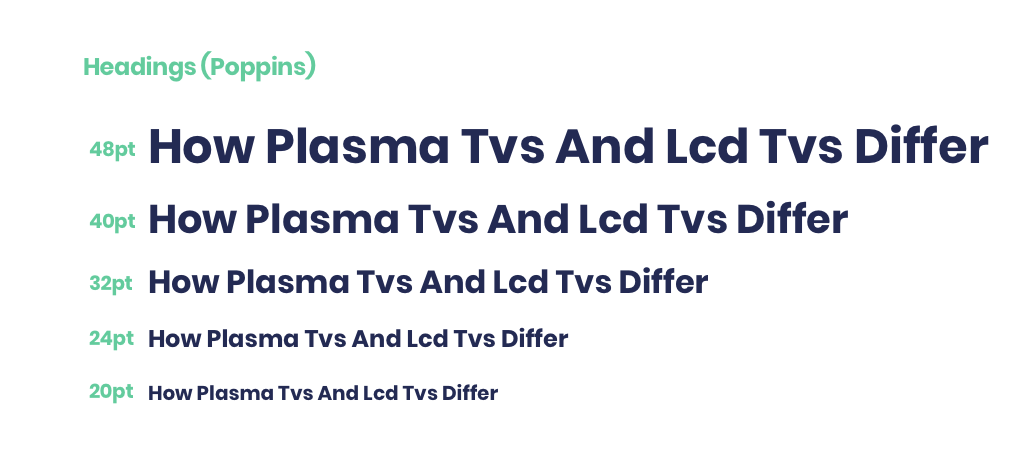 Headings (Poppins)
48pt How Plasma Tvs And Lcd Tvs Differ
40pt How Plasma Tvs And Lcd Tvs Differ
32pt How Plasma Tvs And Lcd Tvs Differ
24pt How Plasma Tvs And Lcd Tvs Differ
20pt How Plasma Tvs And Lcd Tvs Differ